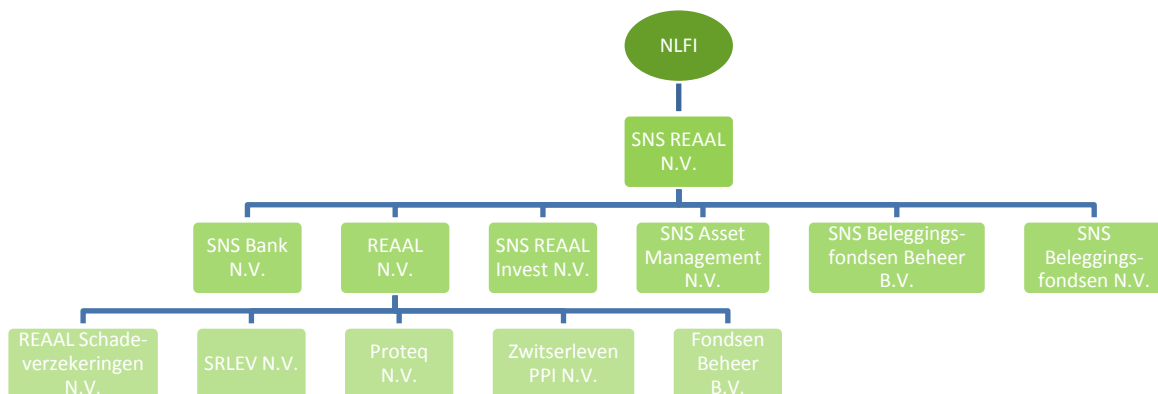 NLFI
SNS REAAL
N.V.
SNS Bank
N.V.
REAAL
N.V.
SNS REAAL
Invest N.V.
SNS Asset
Management
N.V.
SNS Beleggings-
fondsen Beheer
B.V.
SNS
Beleggings-
fondsen N.V.
REAAL Schade-
verzekeringen
N.V.
SRLEV N.V.
Proteq
N.V.
Zwitserleven
PPI N.V.
Fondsen
Beheer
B.V.